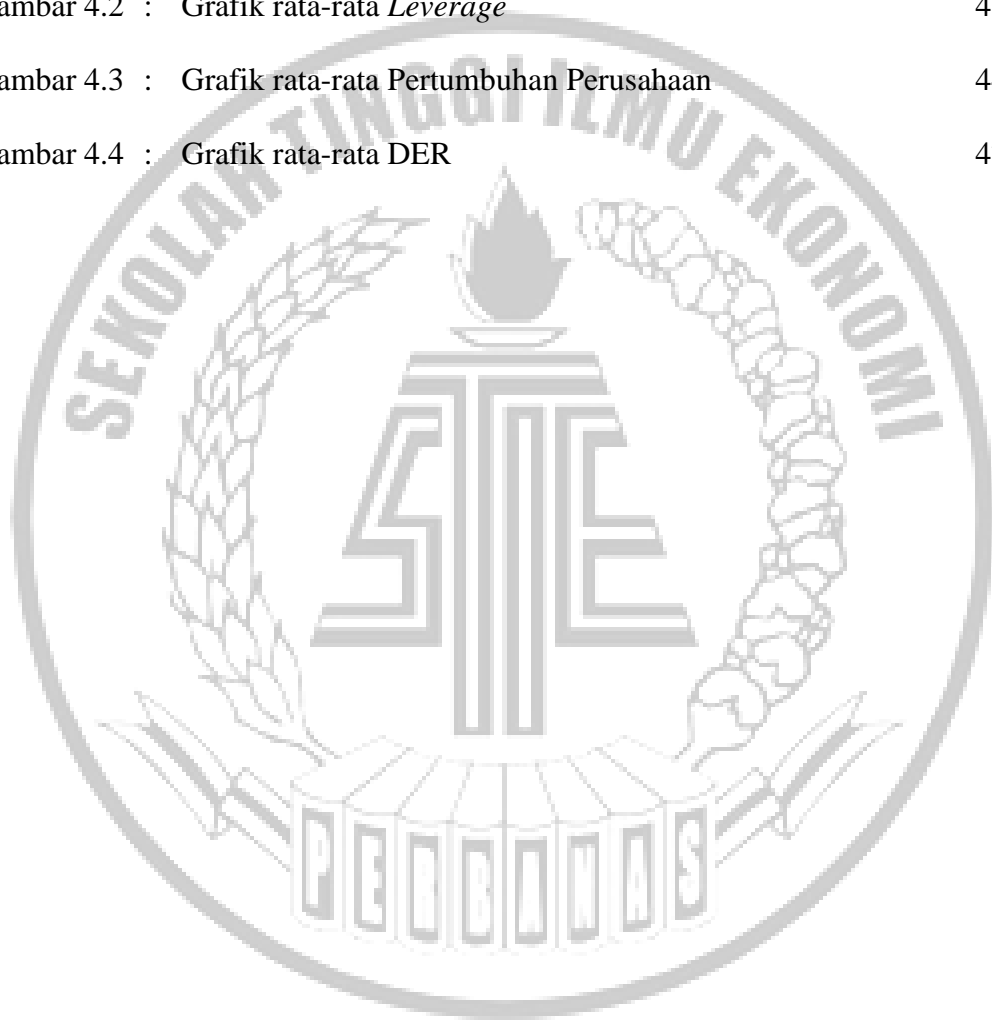 ambar 4.2 : Grafik rata-rata Leverage 4
ambar 4.3 : Grafik rata-rata Pertumbuhan Perusahaan 4
ambar 4.4 : Grafik rata-rata DER 4
SEKOLAH TINGGI ILMU EKONOMI
STIE
PERBANAS